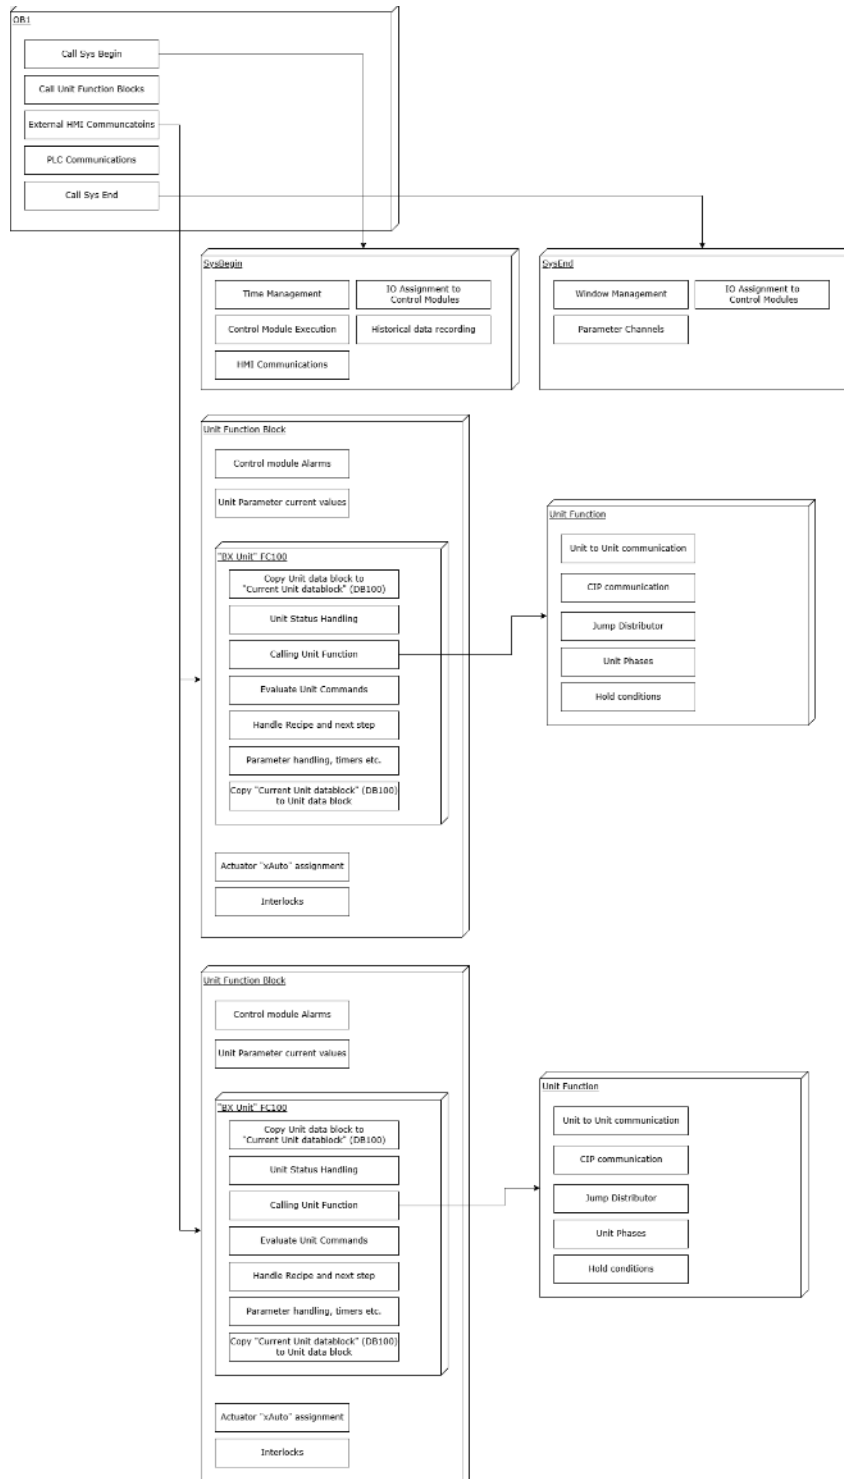 OB1
Call Sys Begin
Call Unit Function Blocks
External HMI Communcatoins
PLC Communications
Call Sys End
SysBegin
Time Management
IO Assignment to
Control Modules
Control Module Execution
Historical data recording
HMI Communications
SysEnd
Window Management
IO Assignment to
Control Modules
Parameter Channels
Unit Function Block
Control module Alarms
Unit Parameter current values
"BX Unit" FC100
Copy Unit data block to
"Current Unit datablock" (DB100)
Unit Status Handling
Calling Unit Function
Evaluate Unit Commands
Handle Recipe and next step
Parameter handling, timers etc.
Copy "Current Unit datablock" (DB100)
to Unit data block
Actuator "xAuto" assignment
Interlocks
Unit Function
Unit to Unit communication
CIP communication
Jump Distributor
Unit Phases
Hold conditions
Unit Function Block
Control module Alarms
Unit Parameter current values
"BX Unit" FC100
Copy Unit data block to
"Current Unit datablock" (DB100)
Unit Status Handling
Calling Unit Function
Evaluate Unit Commands
Handle Recipe and next step
Parameter handling, timers etc.
Copy "Current Unit datablock" (DB100)
to Unit data block
Actuator "xAuto" assignment
Interlocks
Unit Function
Unit to Unit communication
CIP communication
Jump Distributor
Unit Phases
Hold conditions